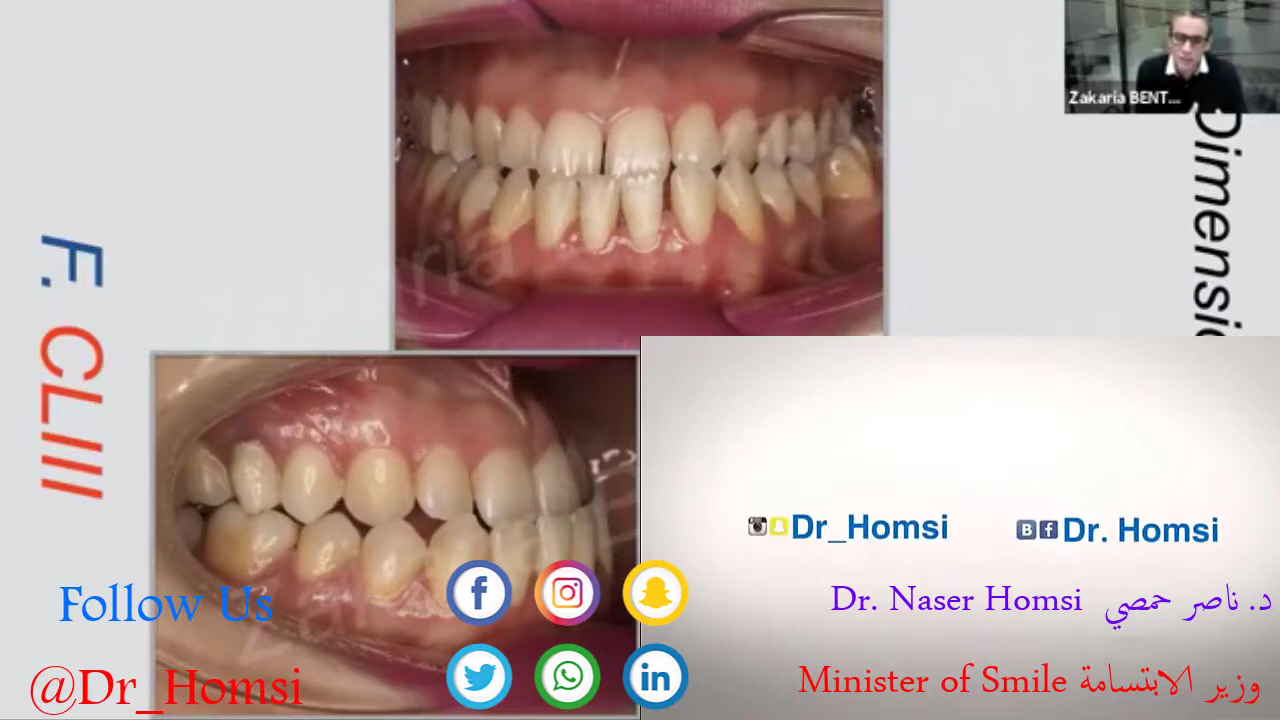 Zakaria BENT...
Dimensio
F. CLIII
Dr_Homsi
Dr. Homsi
Follow Us
Dr. Naser Homsi د. ناصر حمصي
@Dr_Homsi
Minister of Smile وزير الابتسامة